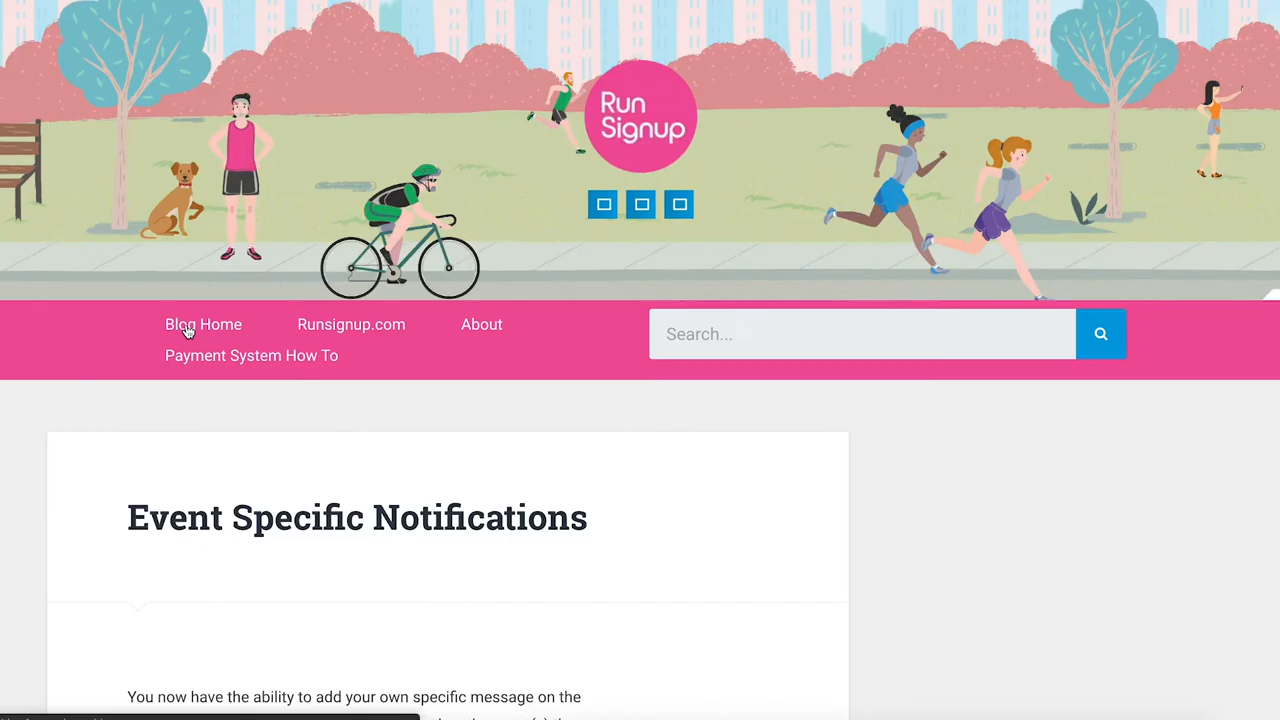 Run
Signup
Blog Home
Runsignup.com
About
Payment System How To
Search...
Event Specific Notifications
You now have the ability to add your own specific message on the